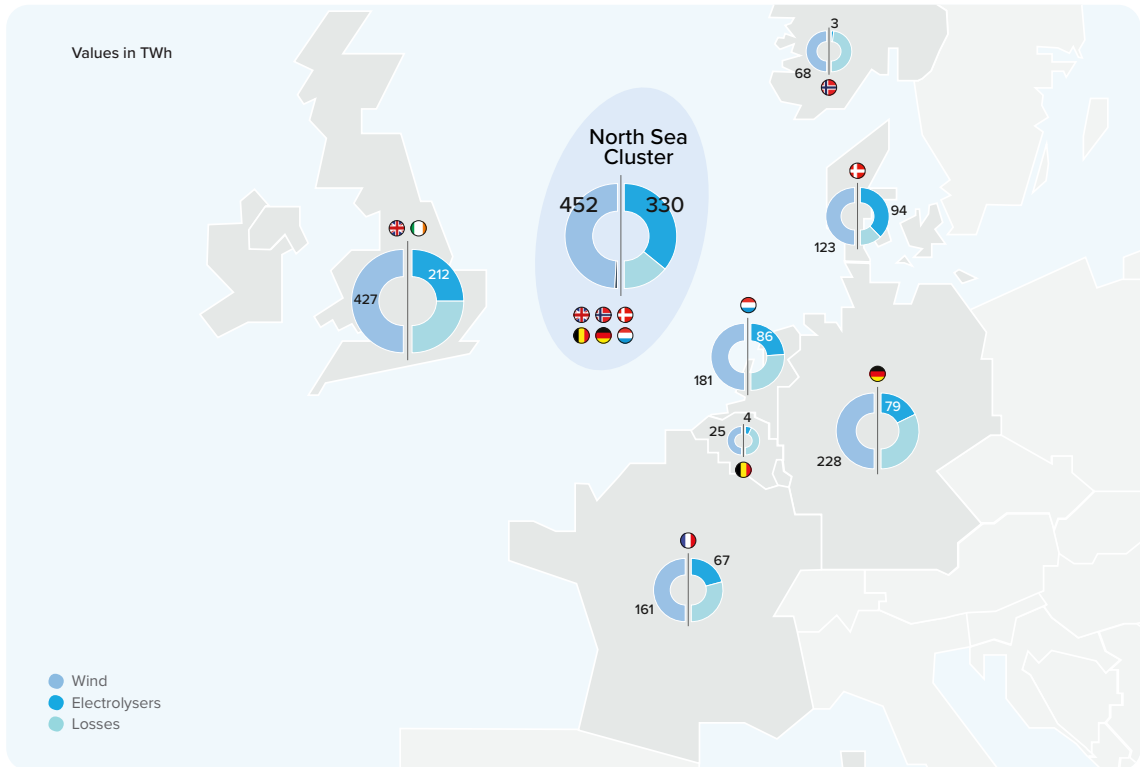 Values in TWh
3
68
North Sea
Cluster
452
330
94
123
212
427
86
181
4
25
79
228
67
161
Wind
Electrolysers
Losses